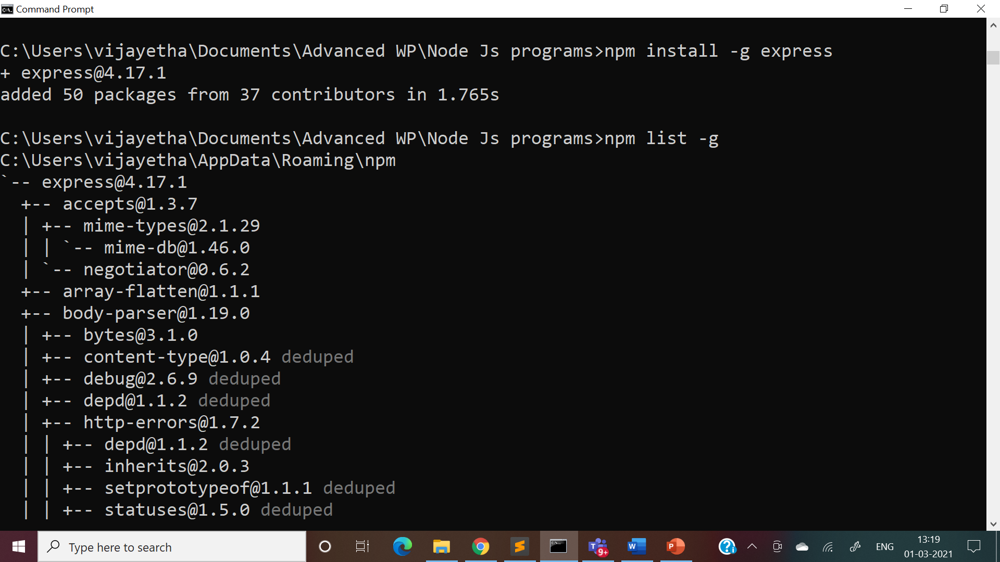 Command Prompt
C:\Users\vijayetha\Documents\Advanced WP\Node Js programs>npm install -g express
+ express@4.17.1
added 50 packages from 37 contributors in 1.765s
C:\Users\vijayetha\Documents\Advanced WP\Node Js programs>npm list -g
C:\Users\vijayetha\AppData\Roaming\npm
`-- express@4.17.1
  +-- accepts@1.3.7
  | +-- mime-types@2.1.29
  | | `-- mime-db@1.46.0
  | `-- negotiator@0.6.2
  +-- array-flatten@1.1.1
  +-- body-parser@1.19.0
  | +-- bytes@3.1.0
  | +-- content-type@1.0.4 deduped
  | +-- debug@2.6.9 deduped
  | +-- depd@1.1.2 deduped
  | +-- http-errors@1.7.2
  | | +-- depd@1.1.2 deduped
  | | +-- inherits@2.0.3
  | | +-- setprototypeof@1.1.1 deduped
  | | +-- statuses@1.5.0 deduped
Type here to search
9+
ENG
13:19
01-03-2021